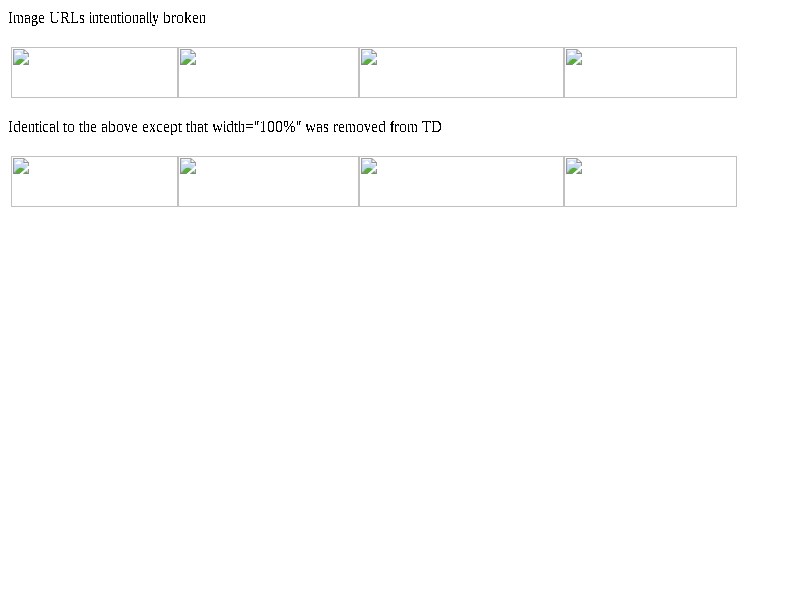 Image URLs intentionally broken
Identical to the above except that width="100%" was removed from TD